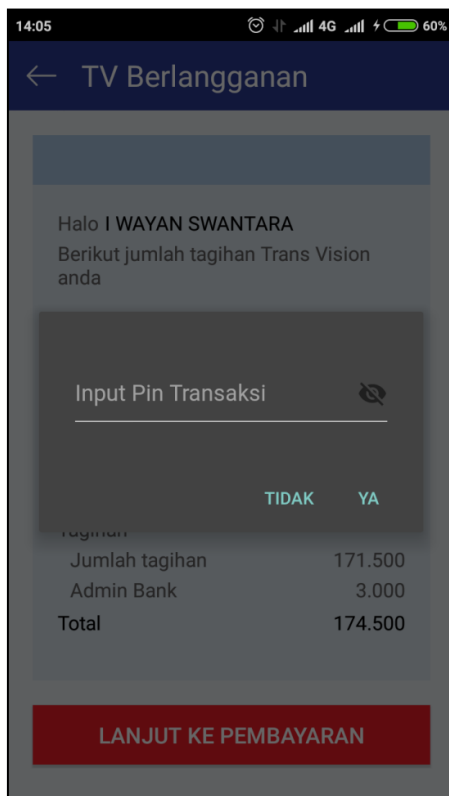 14:05
4G
60%
TV Berlangganan
Halo I WAYAN SWANTARA
Berikut jumlah tagihan Trans Vision
anda
Input Pin Transaksi
TIDAK YA
Tagihan
Jumlah tagihan 171.500
Admin Bank 3.000
Total 174.500
LANJUT KE PEMBAYARAN